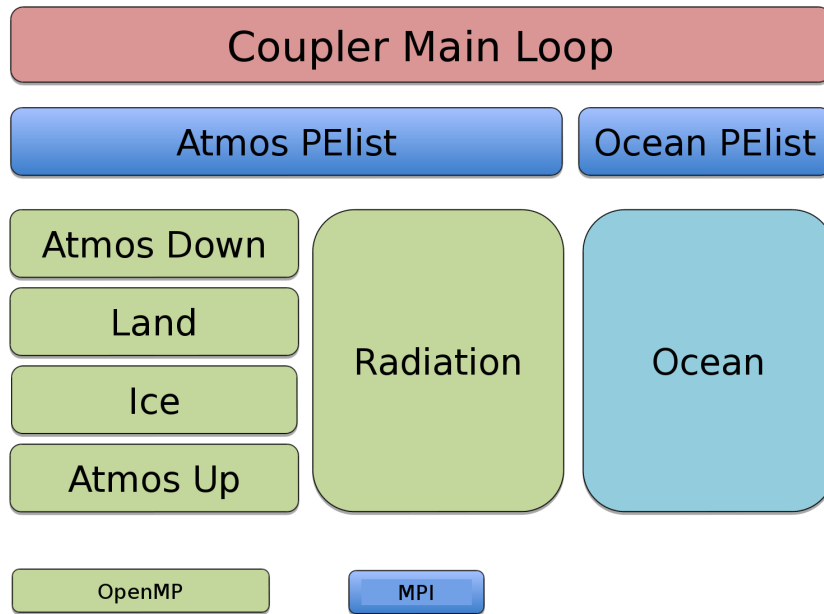 Coupler Main Loop
Atmos PElist
Ocean PElist
Atmos Down
Land
Ice
Atmos Up
Radiation
Ocean
OpenMP
MPI